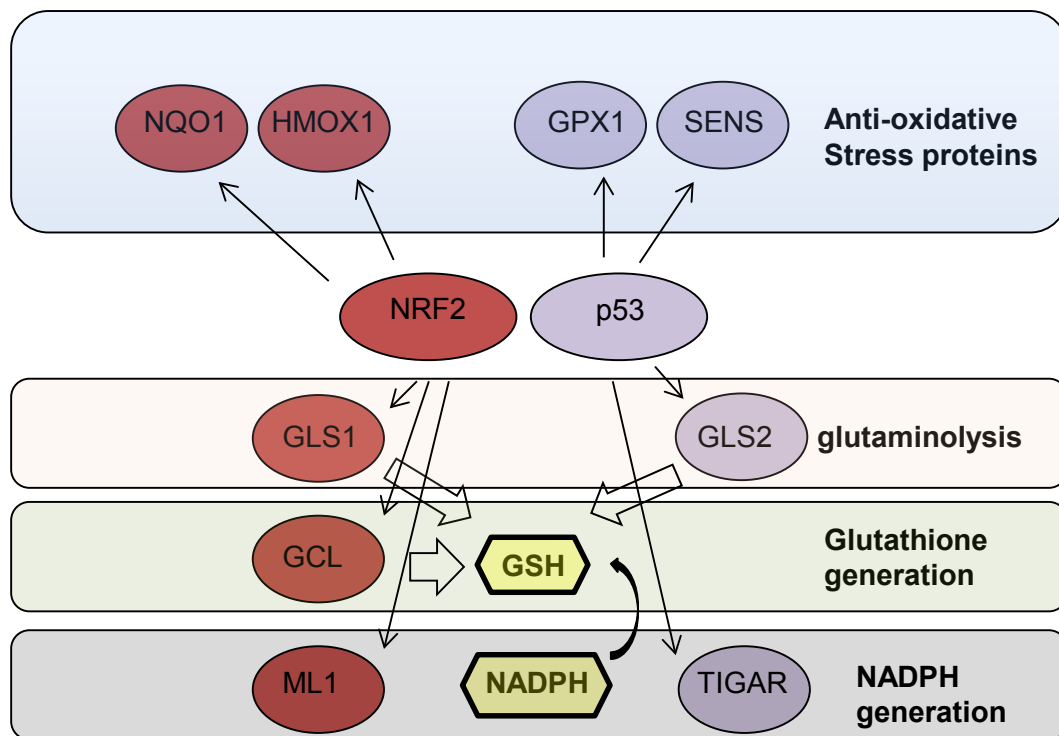 NQO1
HMOX1
GPX1
SENS
Anti-oxidative
Stress proteins
NRF2
p53
GLS1
GLS2
glutaminolysis
GCL
GSH
Glutathione
generation
ML1
NADPH
TIGAR
NADPH
generation